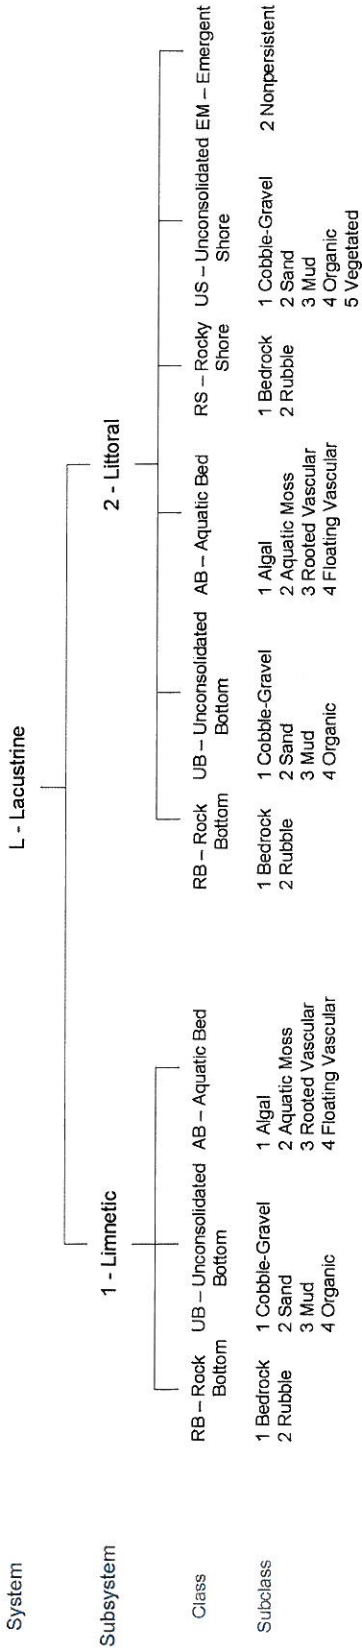 System
L - Lacustrine
Subsystem
1 - Limnetic
2 - Littoral
Class
RB – Rock
Bottom
UB – Unconsolidated
Bottom
AB – Aquatic Bed
RB – Rock
Bottom
UB – Unconsolidated
Bottom
AB – Aquatic Bed
RS – Rocky
Shore
US – Unconsolidated
Shore
EM – Emergent
Subclass
1 Bedrock
2 Rubble
1 Cobble-Gravel
2 Sand
3 Mud
4 Organic
1 Algal
2 Aquatic Moss
3 Rooted Vascular
4 Floating Vascular
1 Bedrock
2 Rubble
1 Cobble-Gravel
2 Sand
3 Mud
4 Organic
1 Algal
2 Aquatic Moss
3 Rooted Vascular
4 Floating Vascular
1 Bedrock
2 Rubble
1 Cobble-Gravel
2 Sand
3 Mud
4 Organic
5 Vegetated
2 Nonpersistent